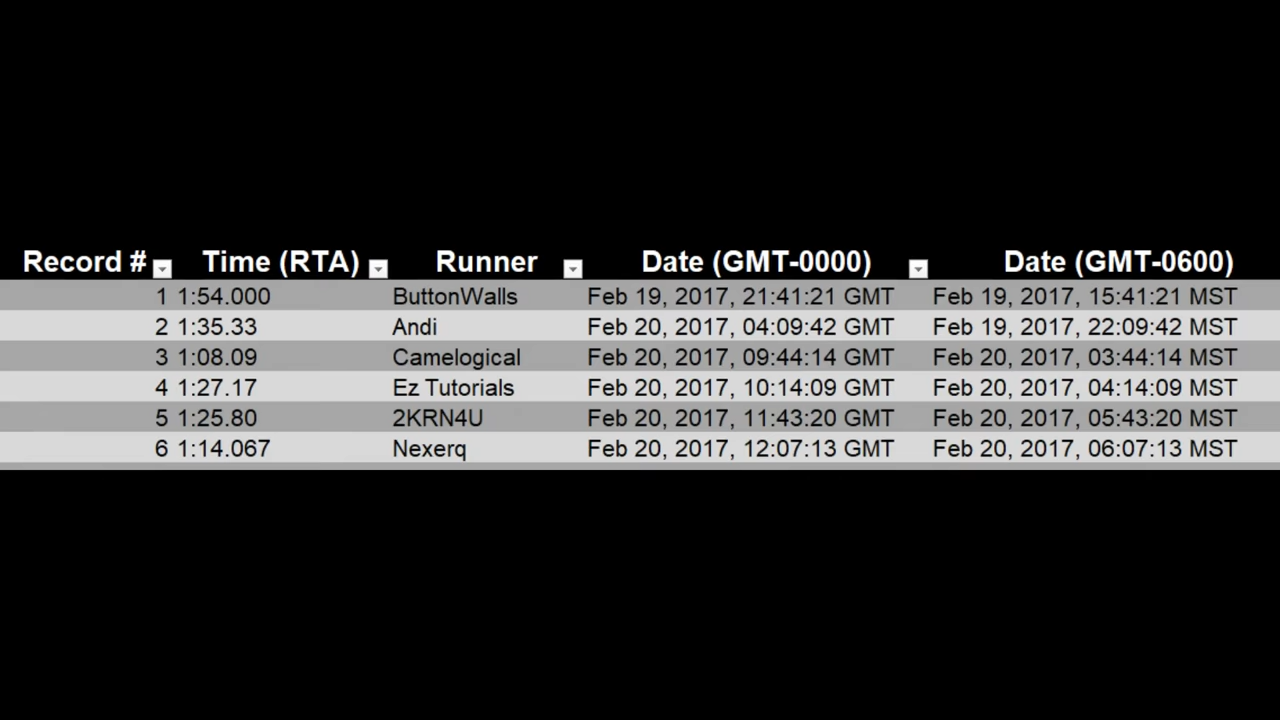 Record # Time (RTA) Runner Date (GMT-0000) Date (GMT-0600)
1 1:54.000 ButtonWalls Feb 19, 2017, 21:41:21 GMT Feb 19, 2017, 15:41:21 MST
2 1:35.33 Andi Feb 20, 2017, 04:09:42 GMT Feb 19, 2017, 22:09:42 MST
3 1:08.09 Camelogical Feb 20, 2017, 09:44:14 GMT Feb 20, 2017, 03:44:14 MST
4 1:27.17 Ez Tutorials Feb 20, 2017, 10:14:09 GMT Feb 20, 2017, 04:14:09 MST
5 1:25.80 2KRN4U Feb 20, 2017, 11:43:20 GMT Feb 20, 2017, 05:43:20 MST
6 1:14.067 Nexerq Feb 20, 2017, 12:07:13 GMT Feb 20, 2017, 06:07:13 MST